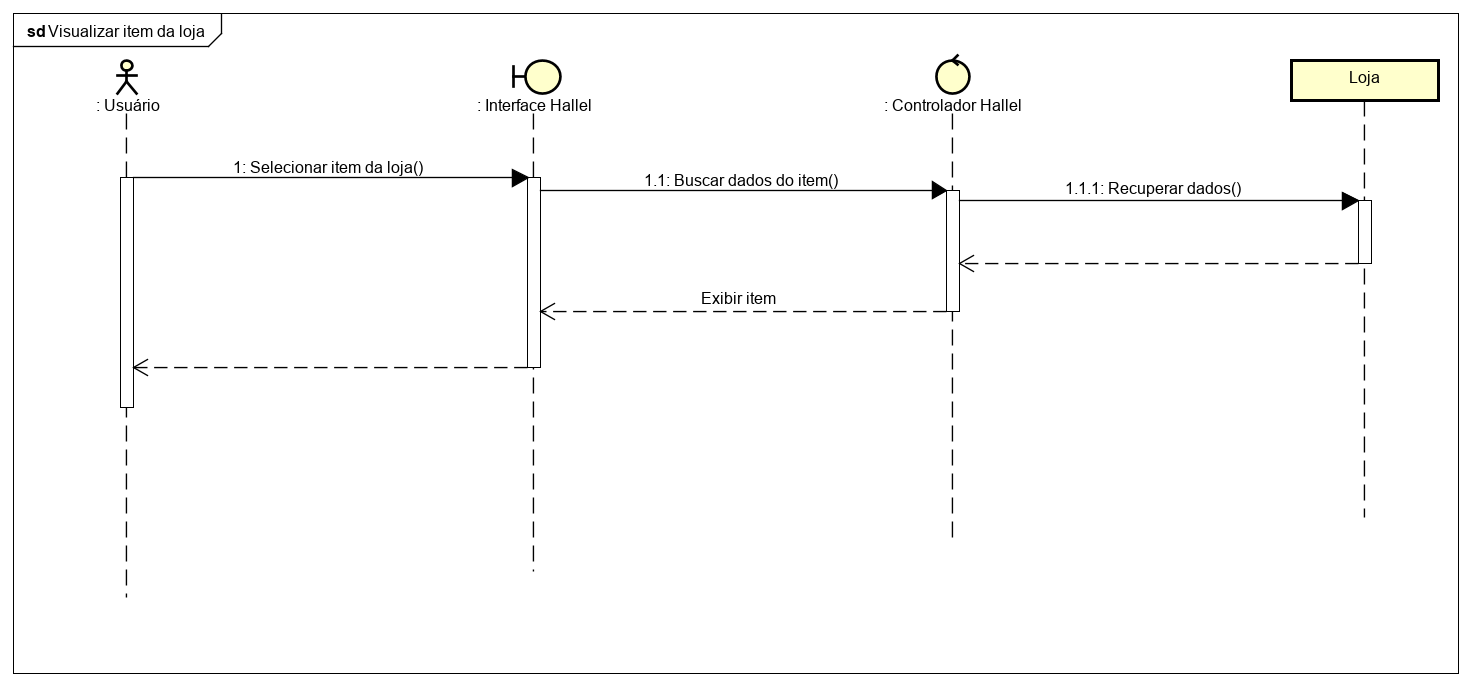 sd Visualizar item da loja
: Usuário
: Interface Hallel
: Controlador Hallel
Loja
1: Selecionar item da loja()
1.1: Buscar dados do item()
1.1.1: Recuperar dados()
Exibir item